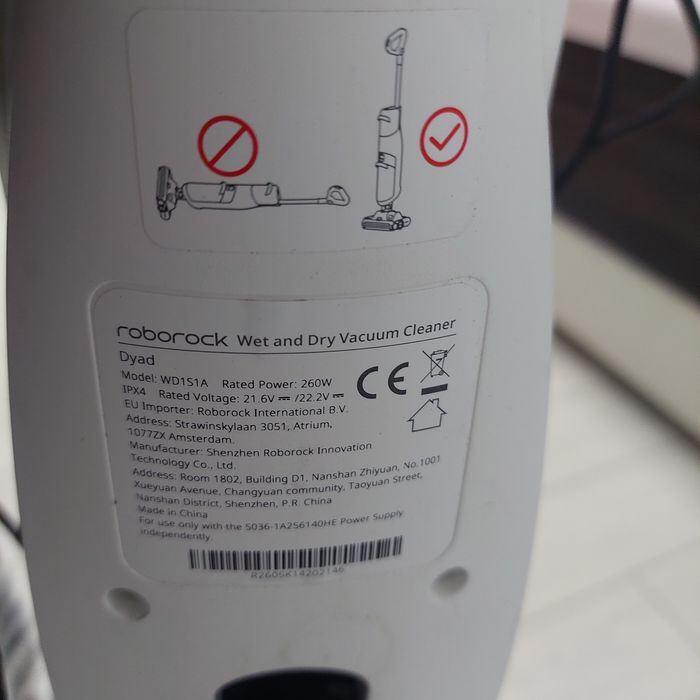 roborock Wet and Dry Vacuum Cleaner
Dyad
Model: WD1S1A Rated Power: 260W
IPX4 Rated Voltage: 21.6V⎓/22.2V⎓
EU Importer: Roborock International B.V.
Address: Strawinskylaan 3051, Atrium,
1077ZX Amsterdam.
Manufacturer: Shenzhen Roborock Innovation
Technology Co., Ltd.
Address: Room 1802, Building D1, Nanshan Zhiyuan, No.1001
Xueyuan Avenue, Changyuan community, Taoyuan Street,
Nanshan District, Shenzhen, P.R. China
Made in China
For use only with the S036-1A256140HE Power Supply
independently.
CE
R260SK14202146